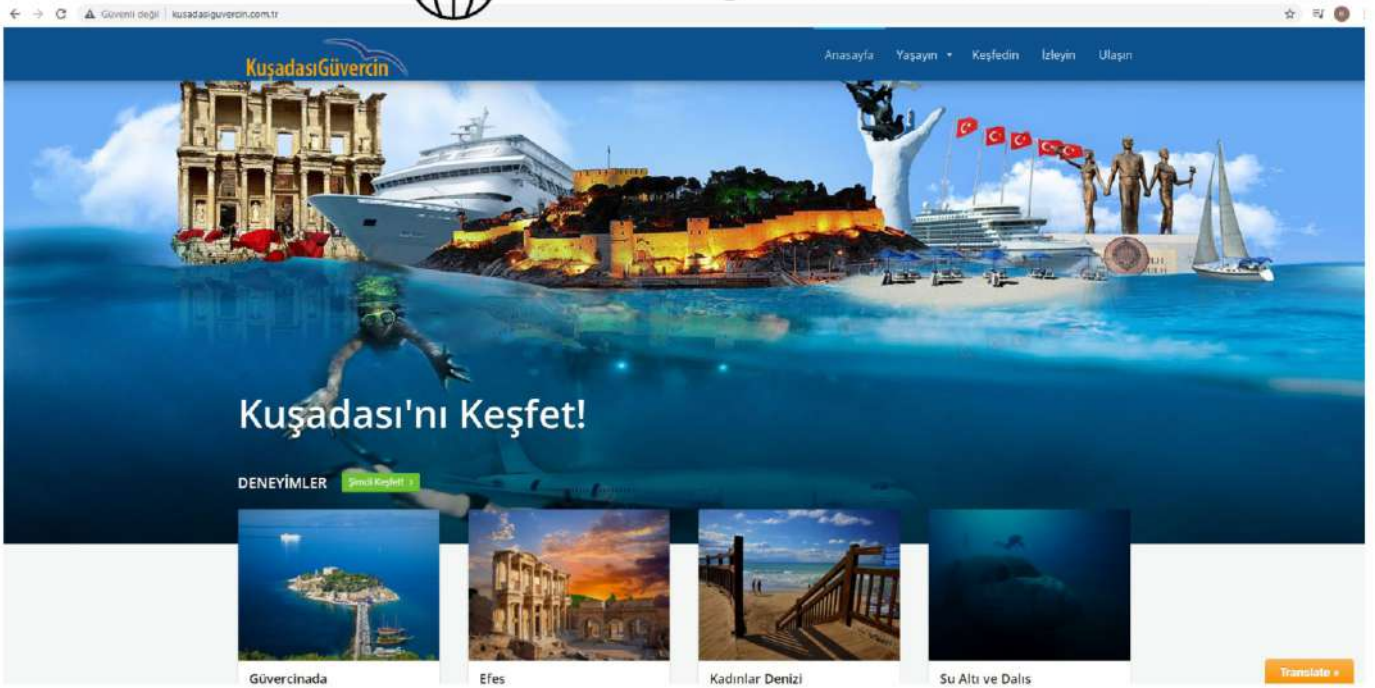 Güvenli değil kusadasiguvercin.com.tr
KuşadasıGüvercin
Anasayfa Yaşayın Keşfedin İzleyin Ulaşın
Kuşadası'nı Keşfet!
DENEYİMLER Şimdi Keşfet!
Güvercinada Efes Kadınlar Denizi Su Altı ve Dalış
Translate »